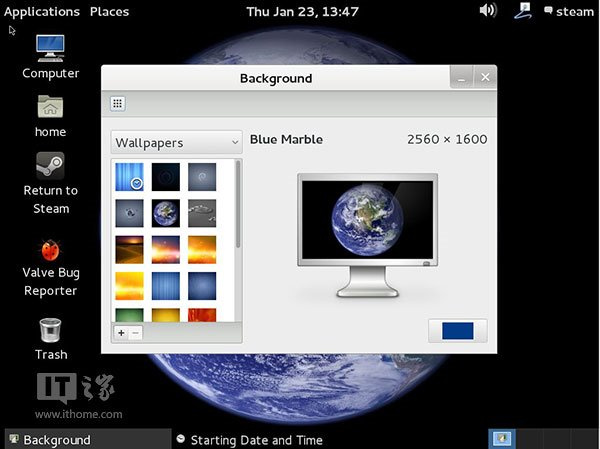 Applications Places Thu Jan 23, 13:47 steam
Computer
home
Return to
Steam
Valve Bug
Reporter
Trash
Background
Wallpapers
Blue Marble 2560 × 1600
+ −
IT之家
www.ithome.com
Background Starting Date and Time